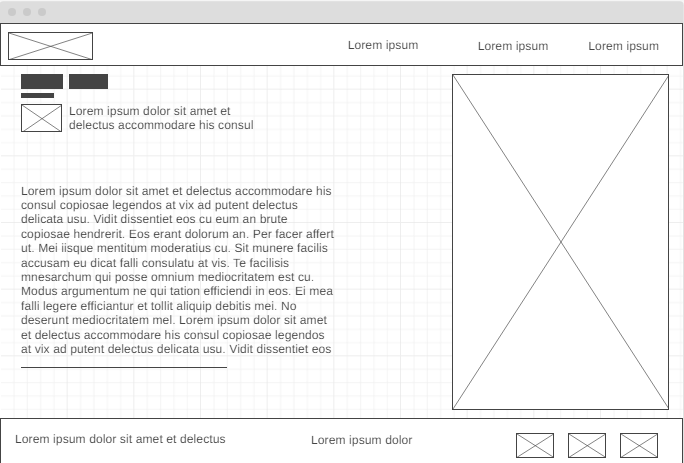 Lorem ipsum
Lorem ipsum
Lorem ipsum
Lorem ipsum dolor sit amet et
delectus accommodare his consul
Lorem ipsum dolor sit amet et delectus accommodare his
consul copiosae legendos at vix ad putent delectus
delicata usu. Vidit dissentiet eos cu eum an brute
copiosae hendrerit. Eos erant dolorum an. Per facer affert
ut. Mei iisque mentitum moderatius cu. Sit munere facilis
accusam eu dicat falli consulatu at vis. Te facilisis
mnesarchum qui posse omnium mediocritatem est cu.
Modus argumentum ne qui tation efficiendi in eos. Ei mea
falli legere efficiantur et tollit aliquip debitis mei. No
deserunt mediocritatem mel. Lorem ipsum dolor sit amet
et delectus accommodare his consul copiosae legendos
at vix ad putent delectus delicata usu. Vidit dissentiet eos
Lorem ipsum dolor sit amet et delectus
Lorem ipsum dolor